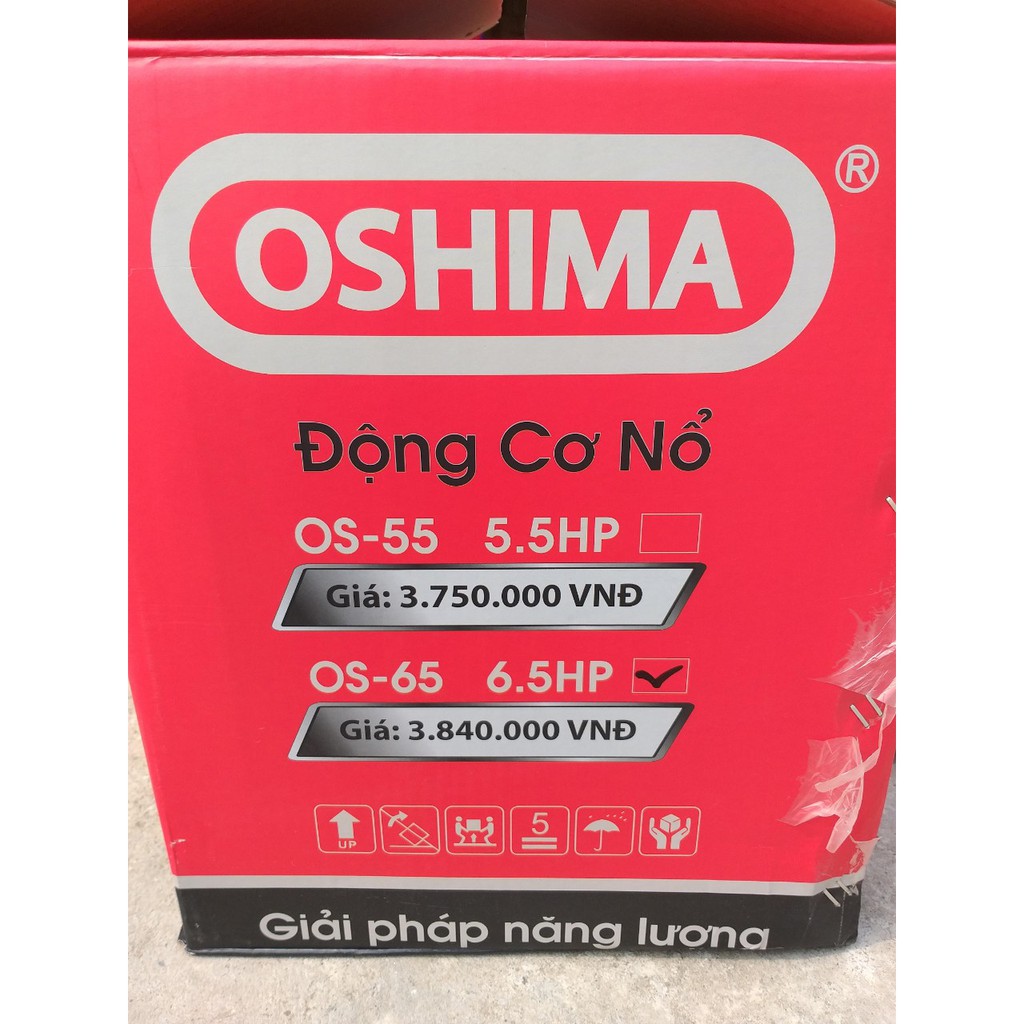 OSHIMA ®
Động Cơ Nổ
OS-55 5.5HP
Giá: 3.750.000 VNĐ
OS-65 6.5HP
Giá: 3.840.000 VNĐ
UP 5
Giải pháp năng lương